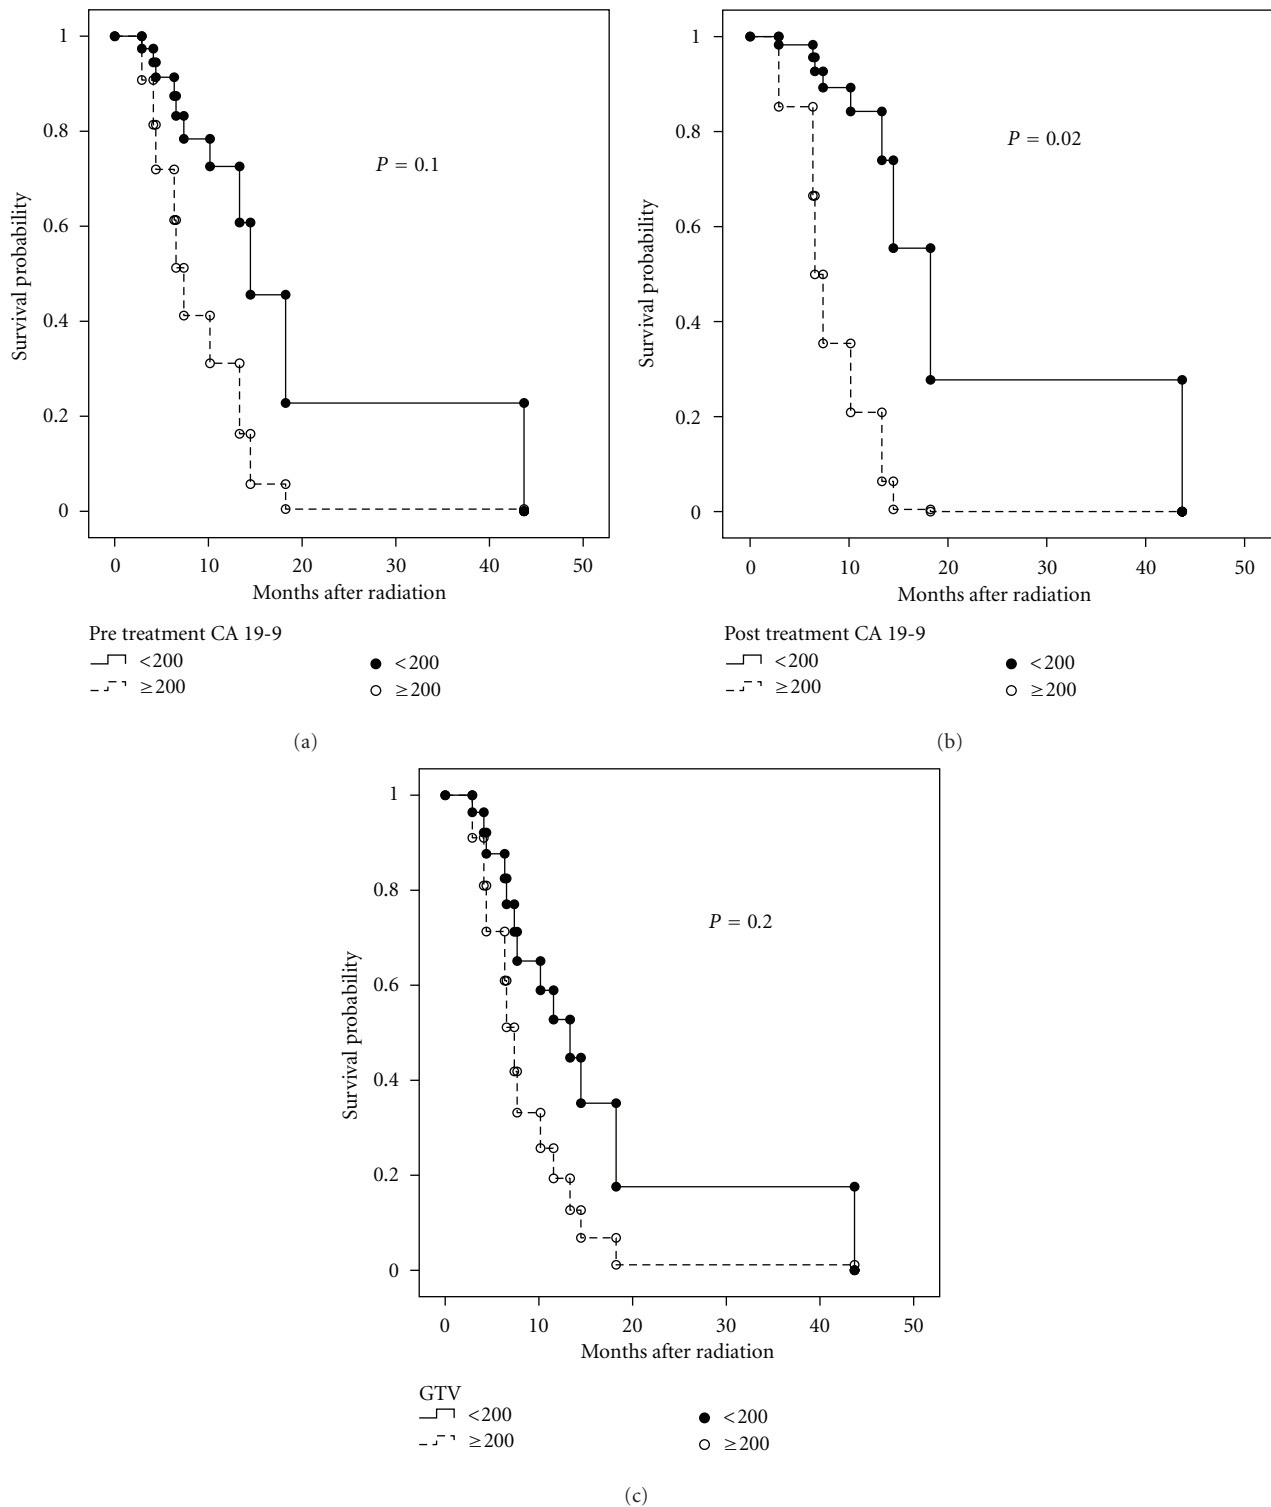 1
0.8
0.6
0.4
0.2
0
Survival probability
P = 0.1
0 10 20 30 40 50
Months after radiation
Pre treatment CA 19-9
<200 <200
≥200 ≥200
(a)
1
0.8
0.6
0.4
0.2
0
Survival probability
P = 0.02
0 10 20 30 40 50
Months after radiation
Post treatment CA 19-9
<200 <200
≥200 ≥200
(b)
1
0.8
0.6
0.4
0.2
0
Survival probability
P = 0.2
0 10 20 30 40 50
Months after radiation
GTV
<200 <200
≥200 ≥200
(c)